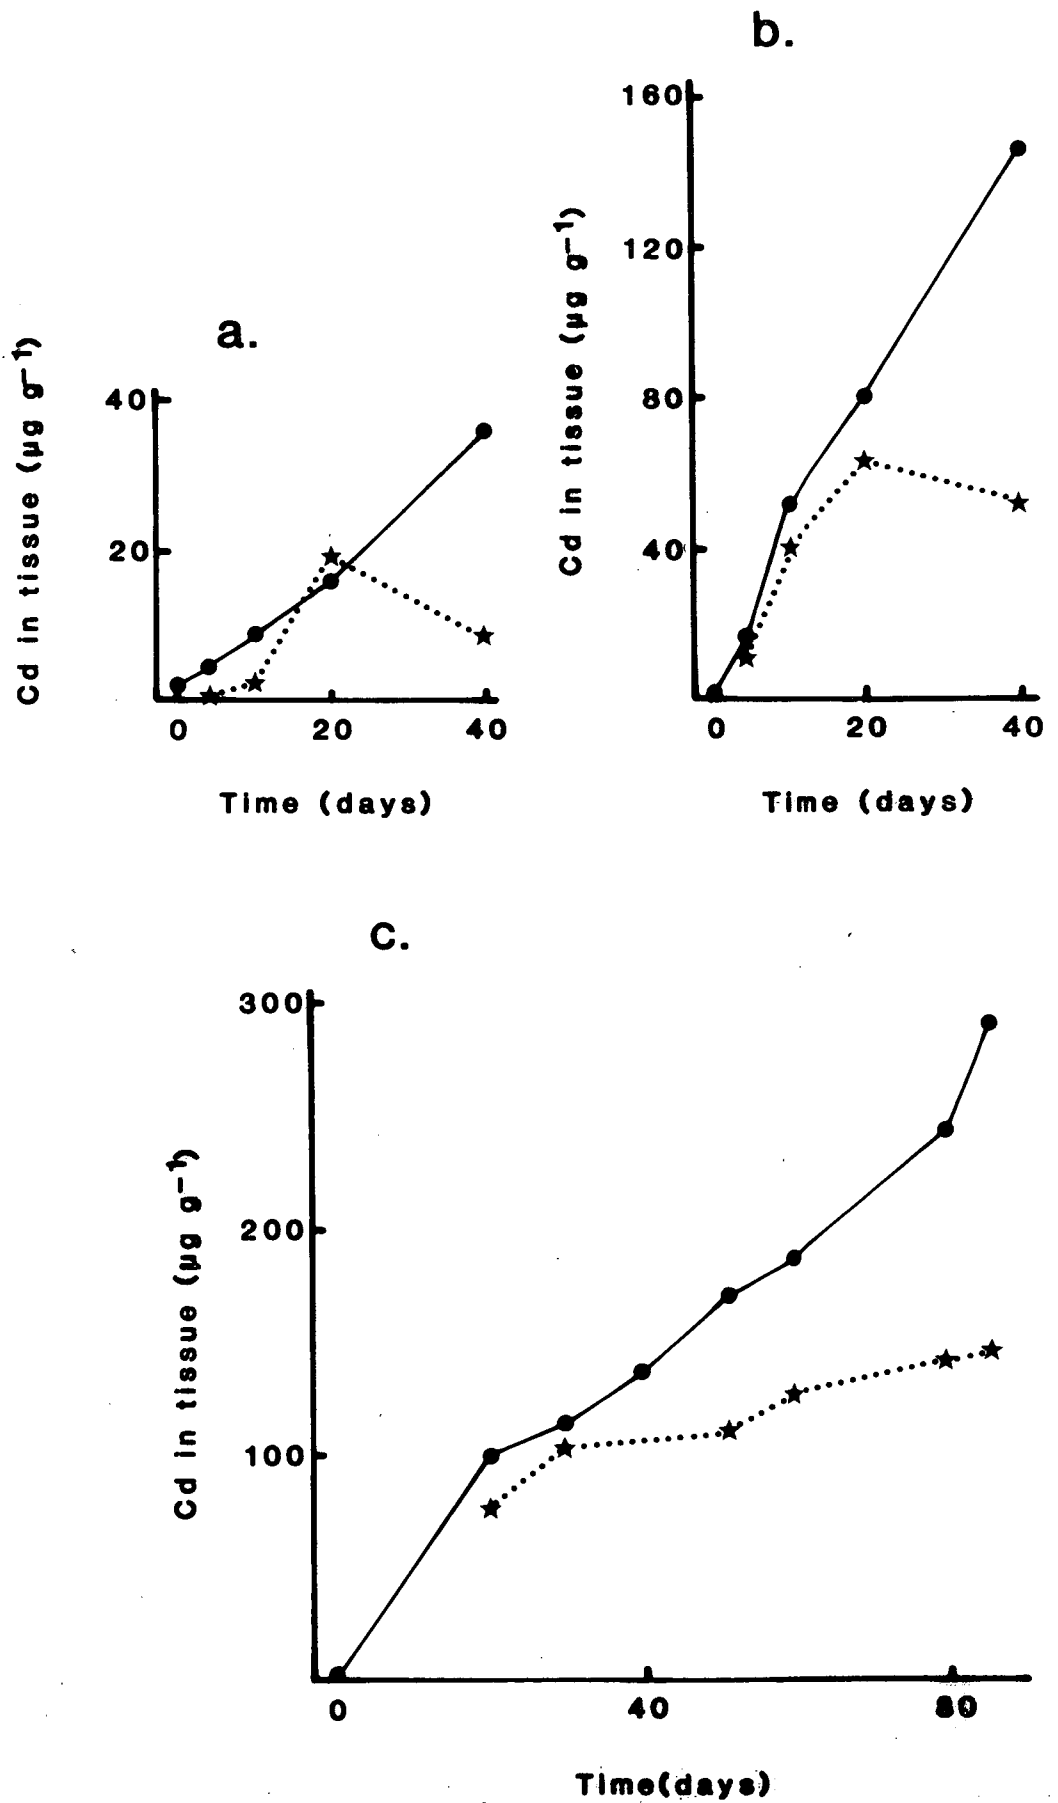 a.
Cd in tissue (µg g⁻¹)
40
20
0 20 40
Time (days)
b.
Cd in tissue (µg g⁻¹)
160
120
80
40
0 20 40
Time (days)
c.
Cd in tissue (µg g⁻¹)
300
200
100
0 40 80
Time(days)